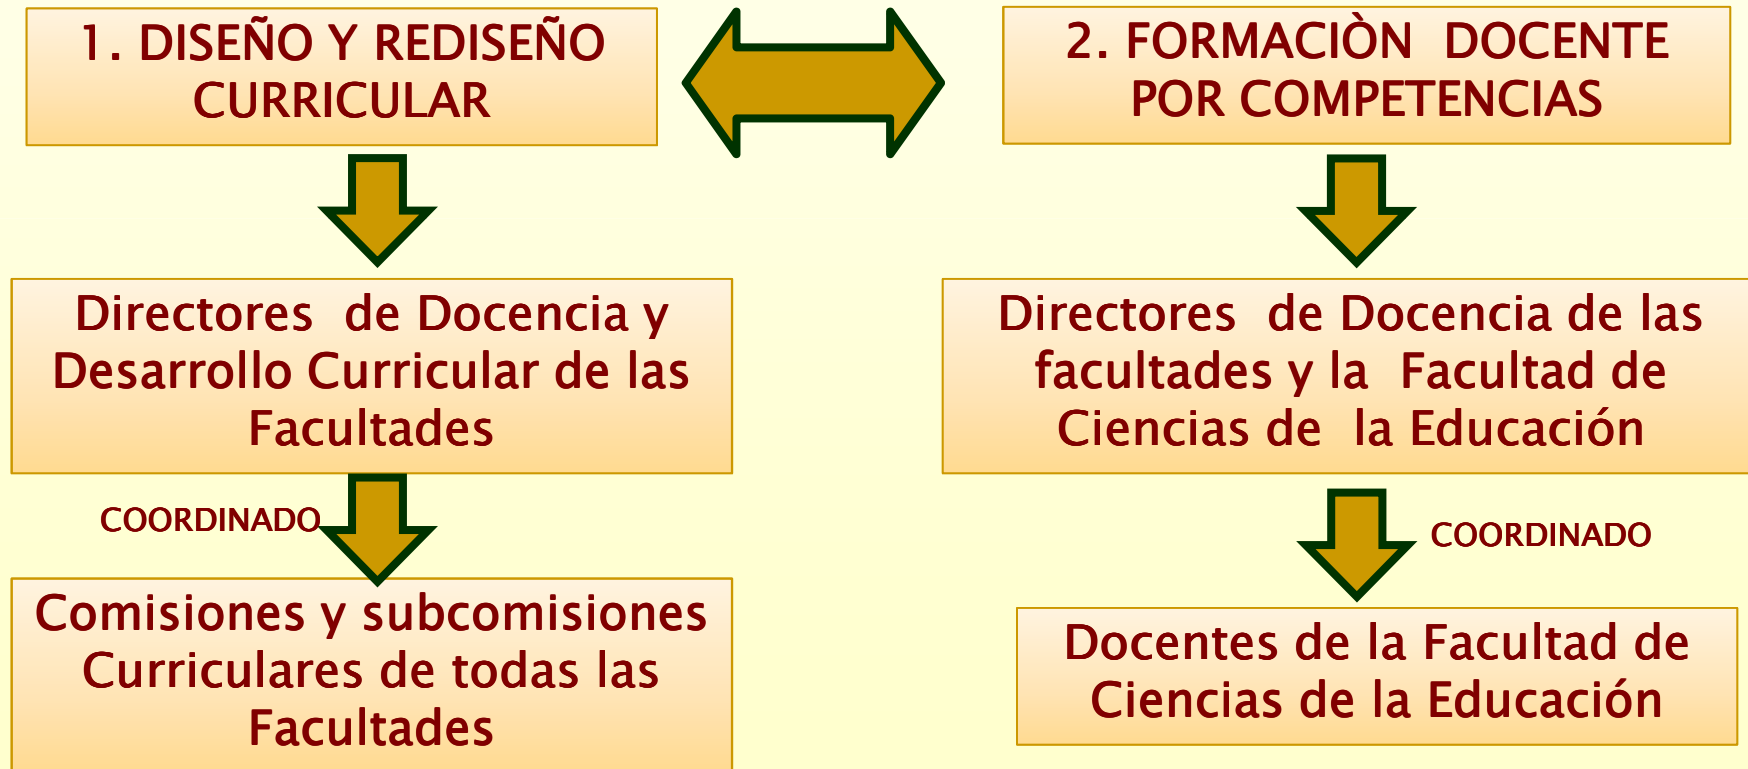 1. DISEÑO Y REDISEÑO
CURRICULAR
2. FORMACIÒN DOCENTE
POR COMPETENCIAS
Directores de Docencia y
Desarrollo Curricular de las
Facultades
Directores de Docencia de las
facultades y la Facultad de
Ciencias de la Educación
COORDINADO
COORDINADO
Comisiones y subcomisiones
Curriculares de todas las
Facultades
Docentes de la Facultad de
Ciencias de la Educación